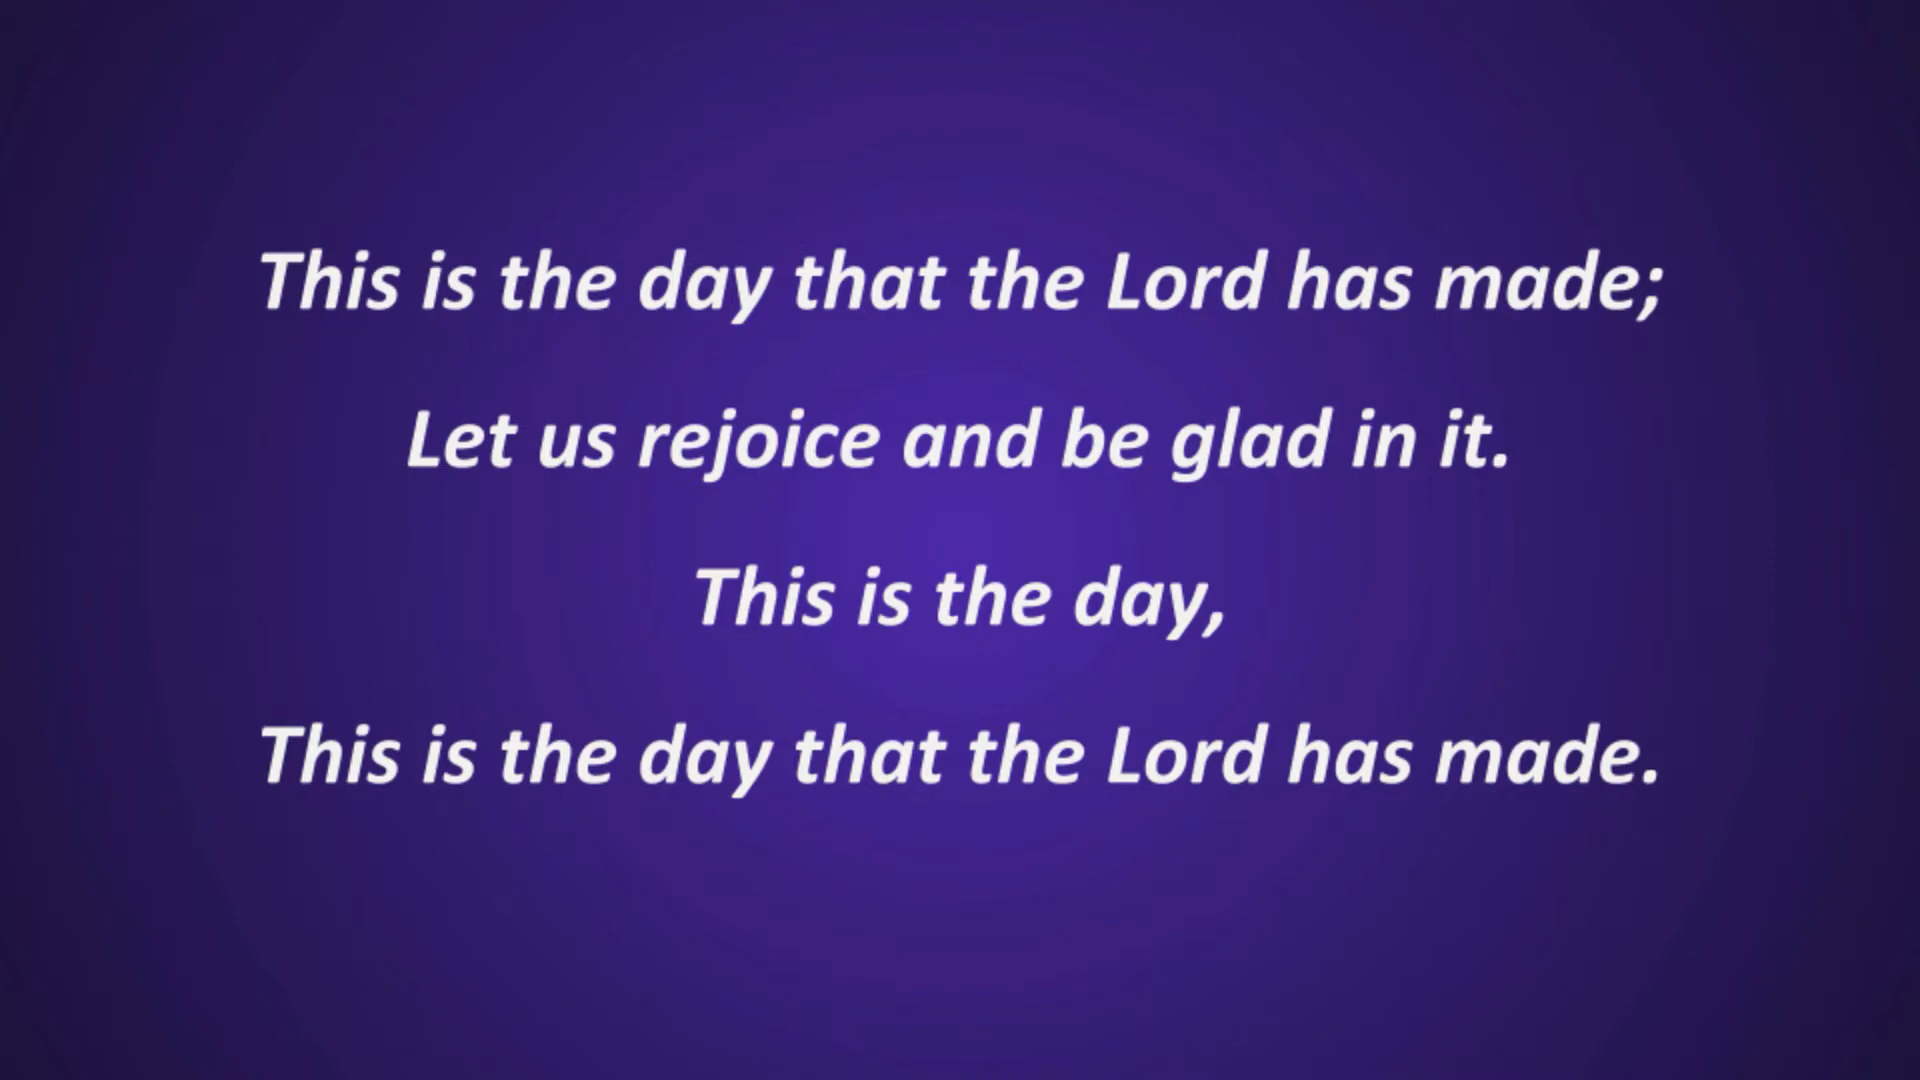 This is the day that the Lord has made;
Let us rejoice and be glad in it.
This is the day,
This is the day that the Lord has made.